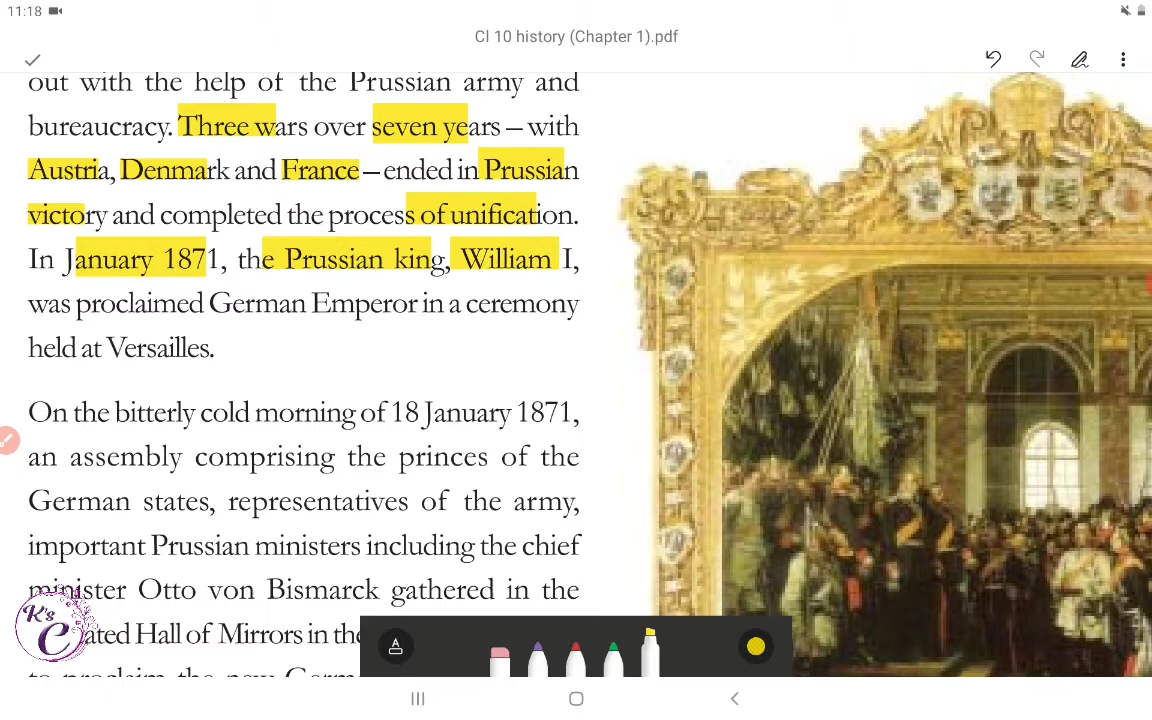 11:18
Cl 10 history (Chapter 1).pdf
out with the help of the Prussian army and
bureaucracy. Three wars over seven years – with
Austria, Denmark and France – ended in Prussian
victory and completed the process of unification.
In January 1871, the Prussian king, William I,
was proclaimed German Emperor in a ceremony
held at Versailles.
On the bitterly cold morning of 18 January 1871,
an assembly comprising the princes of the
German states, representatives of the army,
important Prussian ministers including the chief
minister Otto von Bismarck gathered in the
ated Hall of Mirrors in the
to proclaim the new
K's
C
A